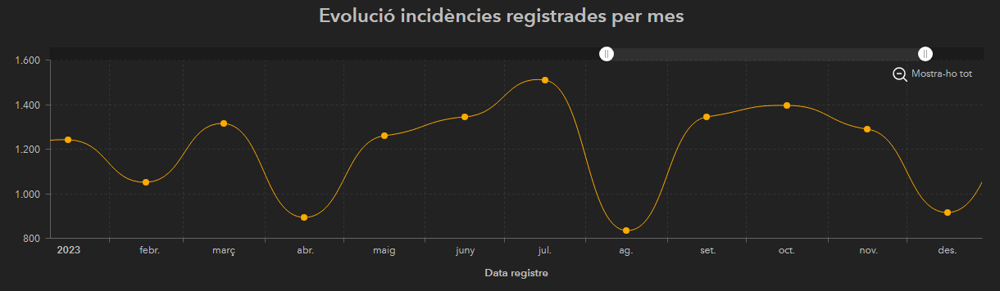 Evolució incidències registrades per mes
1.600
Mostra-ho tot
1.400
1.200
1.000
800
2023 febr. març abr. maig juny jul. ag. set. oct. nov. des.
Data registre